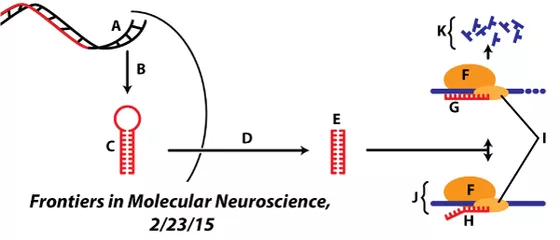 A
K
B
F
G
E
C
D
I
J
F
H
Frontiers in Molecular Neuroscience,
2/23/15